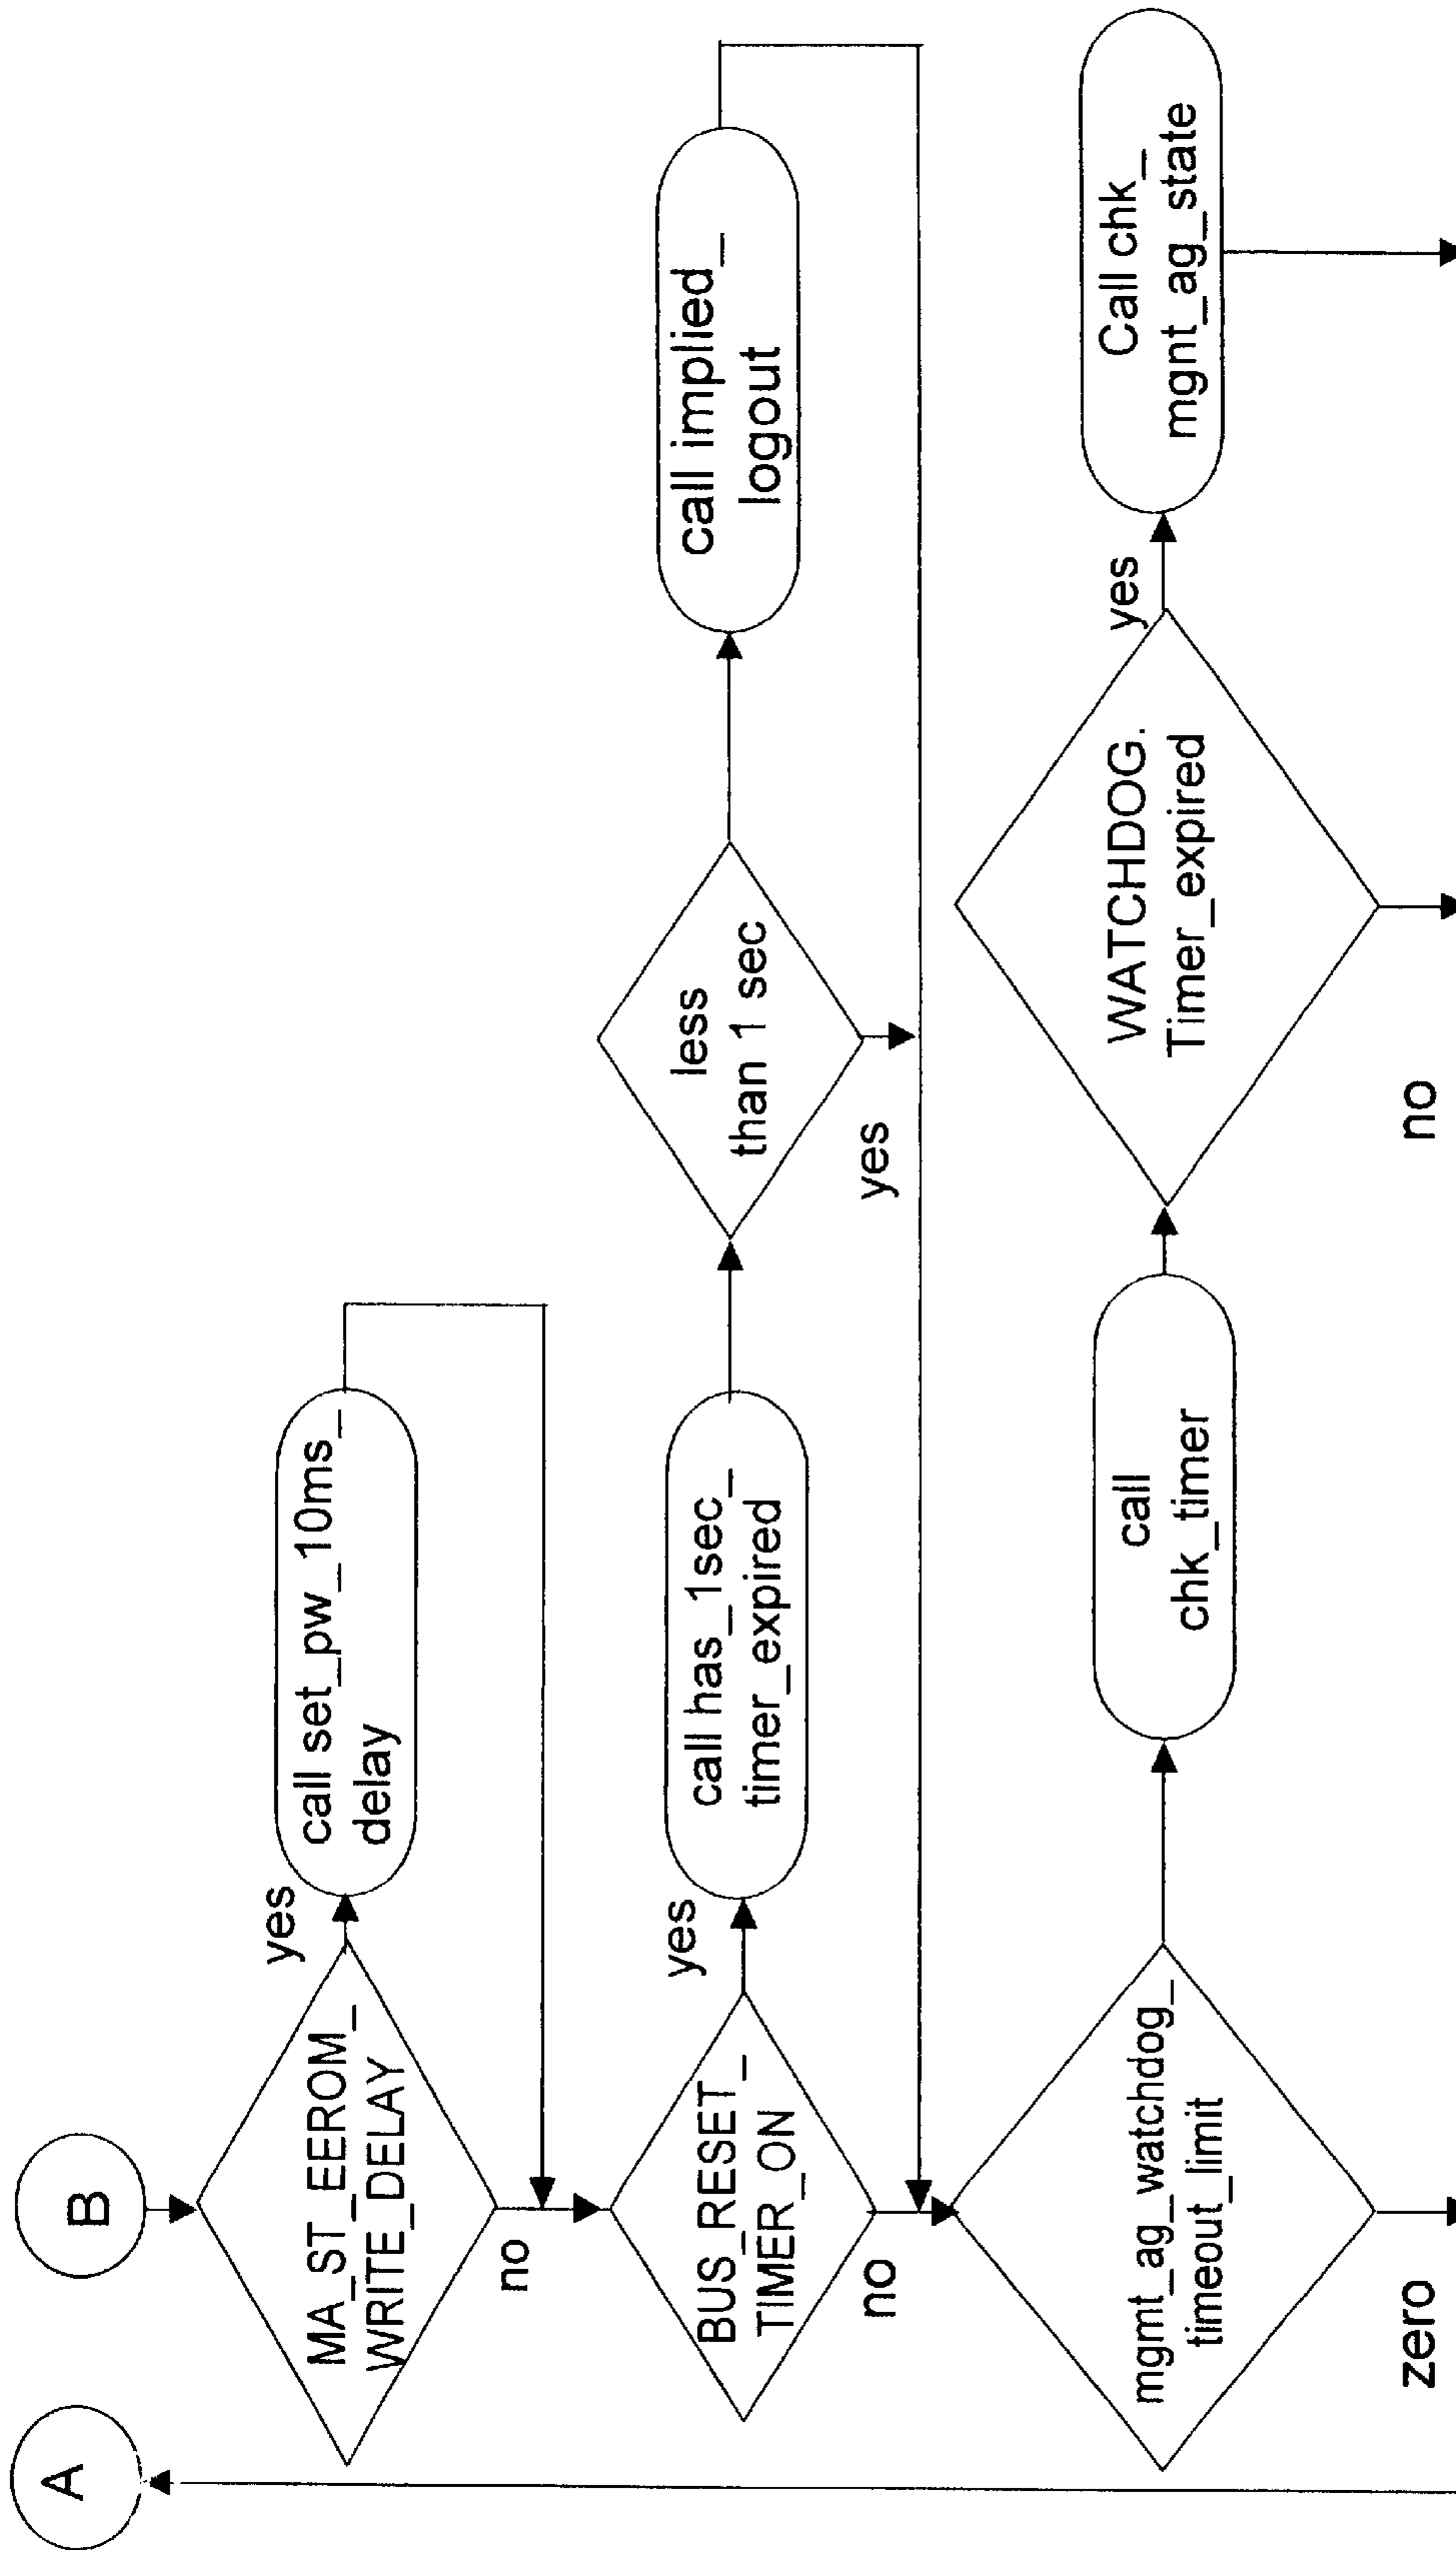 A
B
MA_ST_EEROM_
WRITE_DELAY
yes
call set_pw_10ms_
delay
no
BUS_RESET_
TIMER_ON
yes
call has_1sec_
timer_expired
less
than 1 sec
yes
call implied_
logout
no
mgmt_ag_watchdog_
timeout_limit
call
chk_timer
WATCHDOG.
Timer_expired
yes
Call chk_
mgnt_ag_state
zero
no